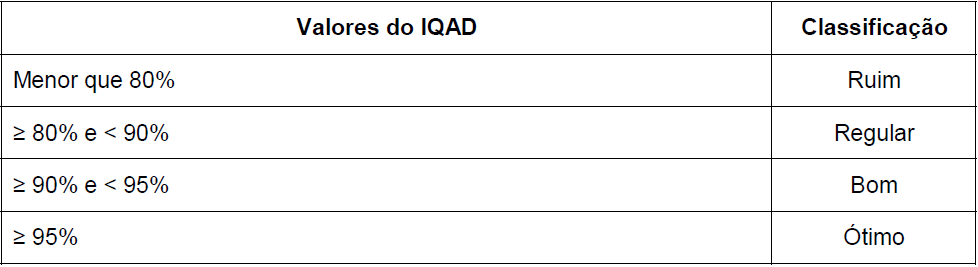 Valores do IQAD Classificação
Menor que 80% Ruim
≥ 80% e < 90% Regular
≥ 90% e < 95% Bom
≥ 95% Ótimo